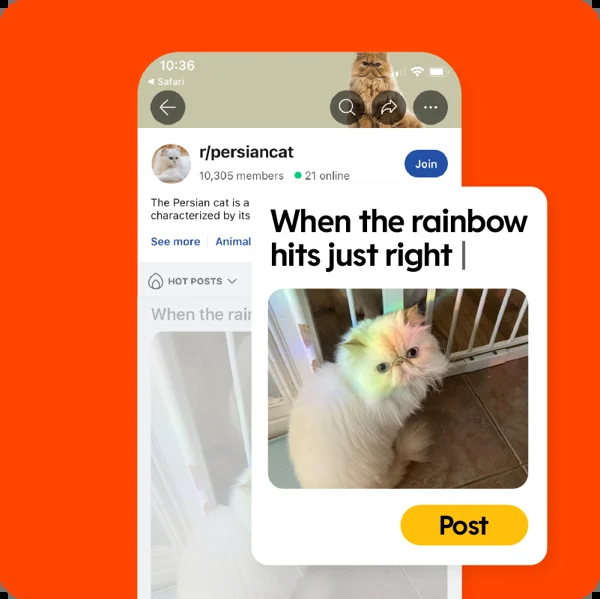 10:36
Safari
r/persiancat
10,305 members 21 online
Join
The Persian cat is a
characterized by its
See more Animal
HOT POSTS
When the rain
When the rainbow
hits just right
Post